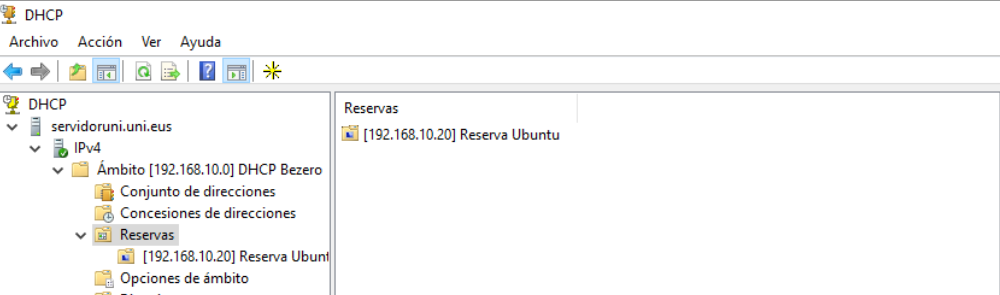 DHCP
Archivo Acción Ver Ayuda
DHCP
servidoruni.uni.eus
IPv4
Ámbito [192.168.10.0] DHCP Bezero
Conjunto de direcciones
Concesiones de direcciones
Reservas
[192.168.10.20] Reserva Ubunt
Opciones de ámbito
Reservas
[192.168.10.20] Reserva Ubuntu